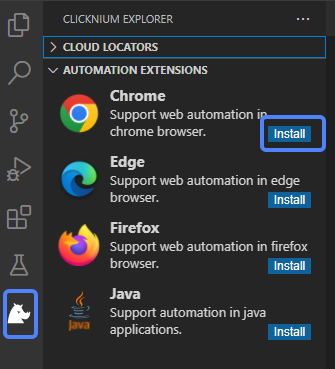 CLICKNIUM EXPLORER
CLOUD LOCATORS
AUTOMATION EXTENSIONS
Chrome
Support web automation in
chrome browser.
Install
Edge
Support web automation in edge
browser.
Install
Firefox
Support web automation in firefox
browser.
Install
Java
Support automation in java
applications.
Install
Java